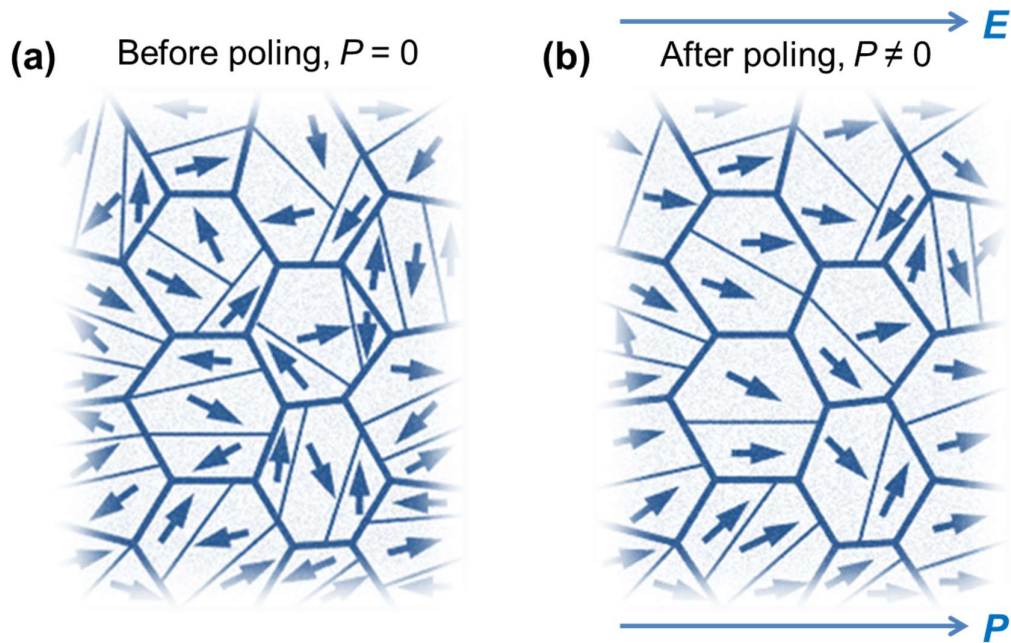 E
(a) Before poling, P = 0
(b) After poling, P ≠ 0
P